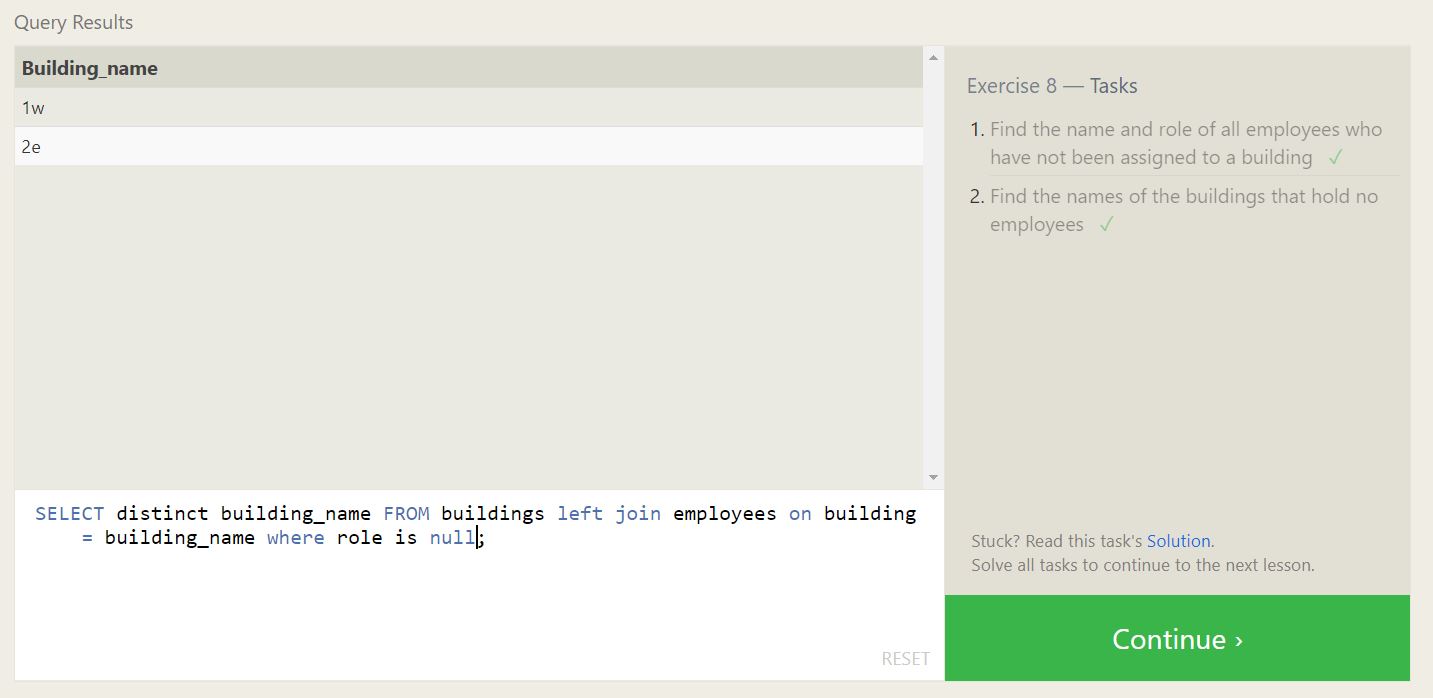 Query Results
Building_name
1w
2e
SELECT distinct building_name FROM buildings left join employees on building
= building_name where role is null;
RESET
Exercise 8 — Tasks
1. Find the name and role of all employees who
have not been assigned to a building ✓
2. Find the names of the buildings that hold no
employees ✓
Stuck? Read this task's Solution.
Solve all tasks to continue to the next lesson.
Continue ›